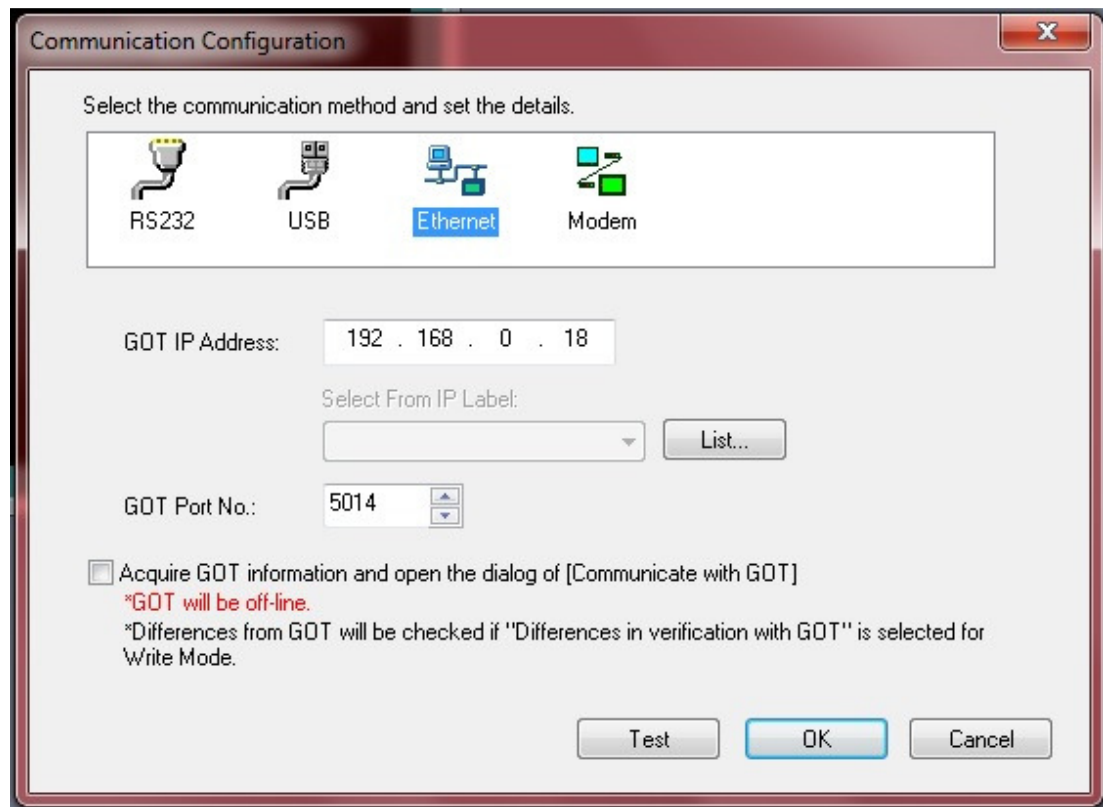 Communication Configuration
Select the communication method and set the details.
RS232 USB Ethernet Modem
GOT IP Address: 192 . 168 . 0 . 18
Select From IP Label:
List...
GOT Port No.: 5014
Acquire GOT information and open the dialog of [Communicate with GOT]
*GOT will be off-line.
*Differences from GOT will be checked if "Differences in verification with GOT" is selected for
Write Mode.
Test OK Cancel